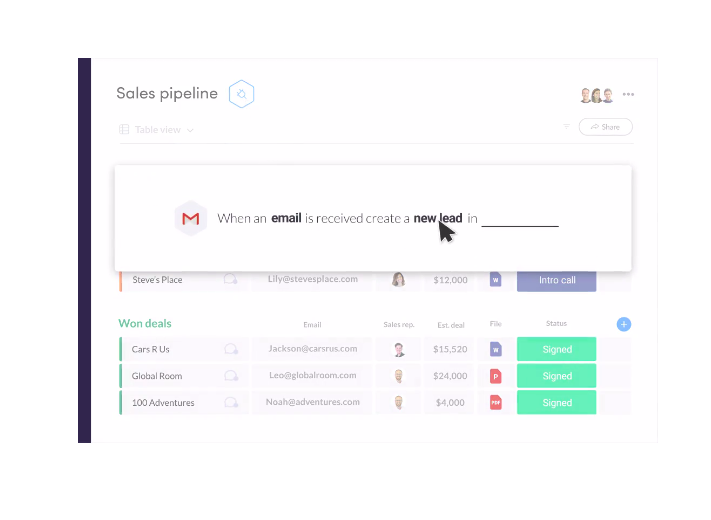 Sales pipeline
Table view
Share
When an email is received create a new lead in
Steve's Place Lily@stevesplace.com $12,000 W Intro call
Won deals Email Sales rep. Est. deal File Status
Cars R Us Jackson@carsrus.com $15,520 W Signed
Global Room Leo@globalroom.com $24,000 P Signed
100 Adventures Noah@adventures.com $4,000 PDF Signed